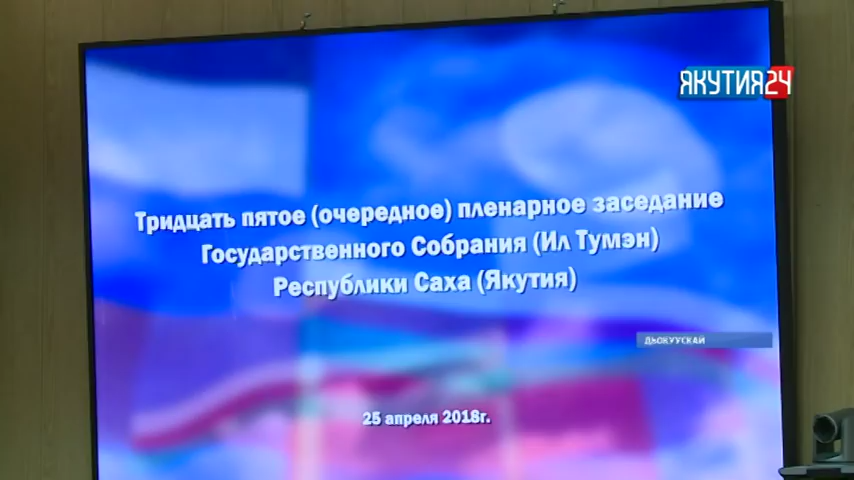 ЯКУТИЯ24
Тридцать пятое (очередное) пленарное заседание
Государственного Собрания (Ил Тумэн)
Республики Саха (Якутия)
ДЬОКУУСКАЙ
25 апреля 2018г.